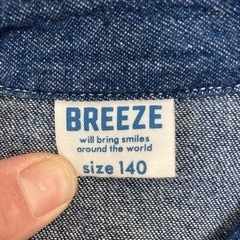 BREEZE
will bring smiles
around the world
size 140